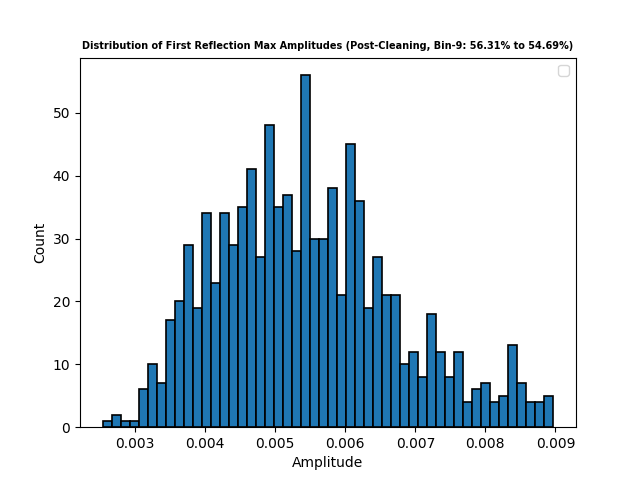 Distribution of First Reflection Max Amplitudes (Post-Cleaning, Bin-9: 56.31% to 54.69%)
50
40
30
20
10
0
Count
0.003 0.004 0.005 0.006 0.007 0.008 0.009
Amplitude